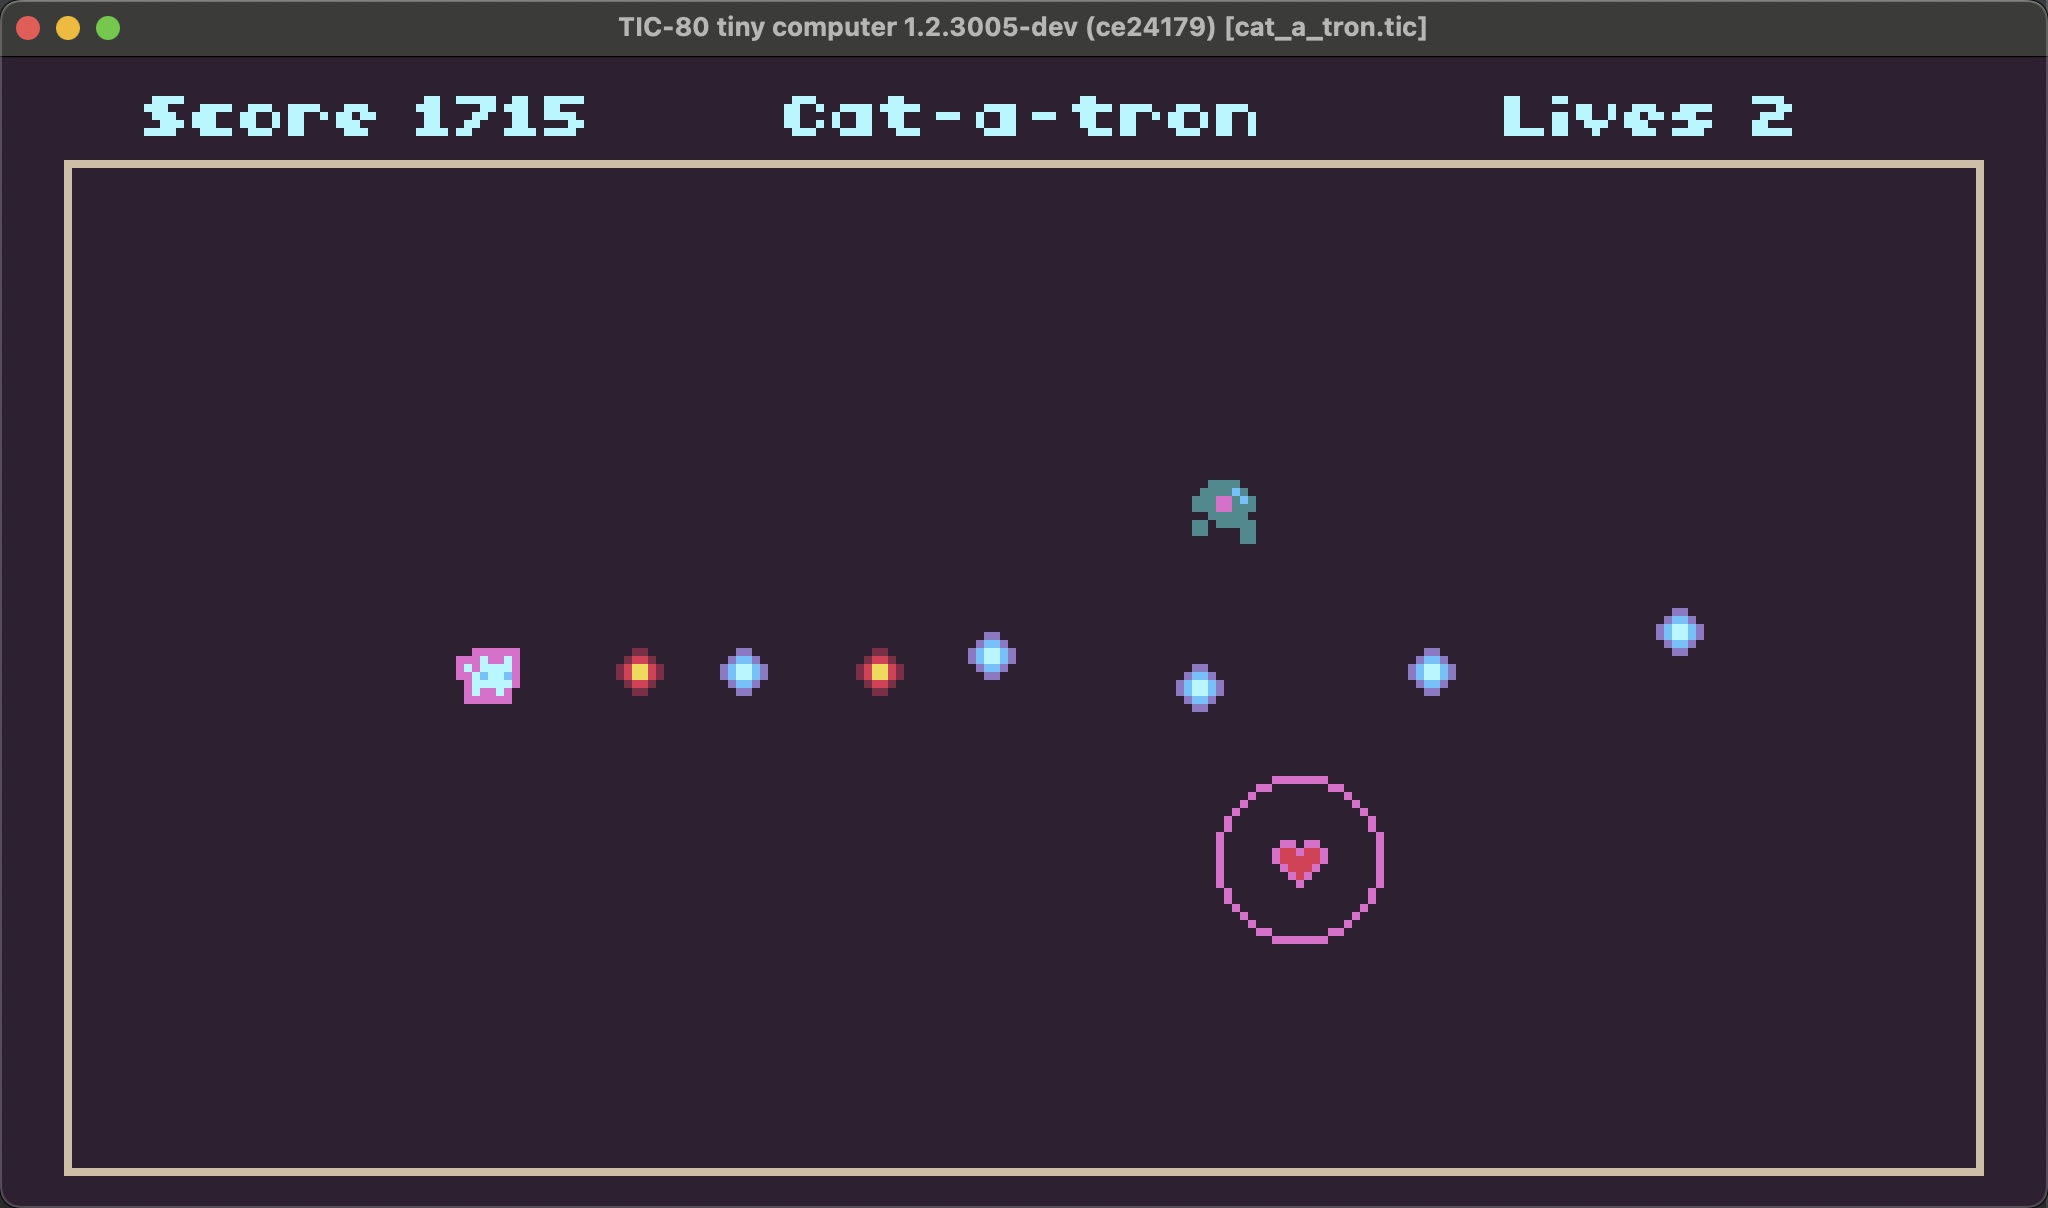 TIC-80 tiny computer 1.2.3005-dev (ce24179) [cat_a_tron.tic]
Score 1715 Cat-a-tron Lives 2